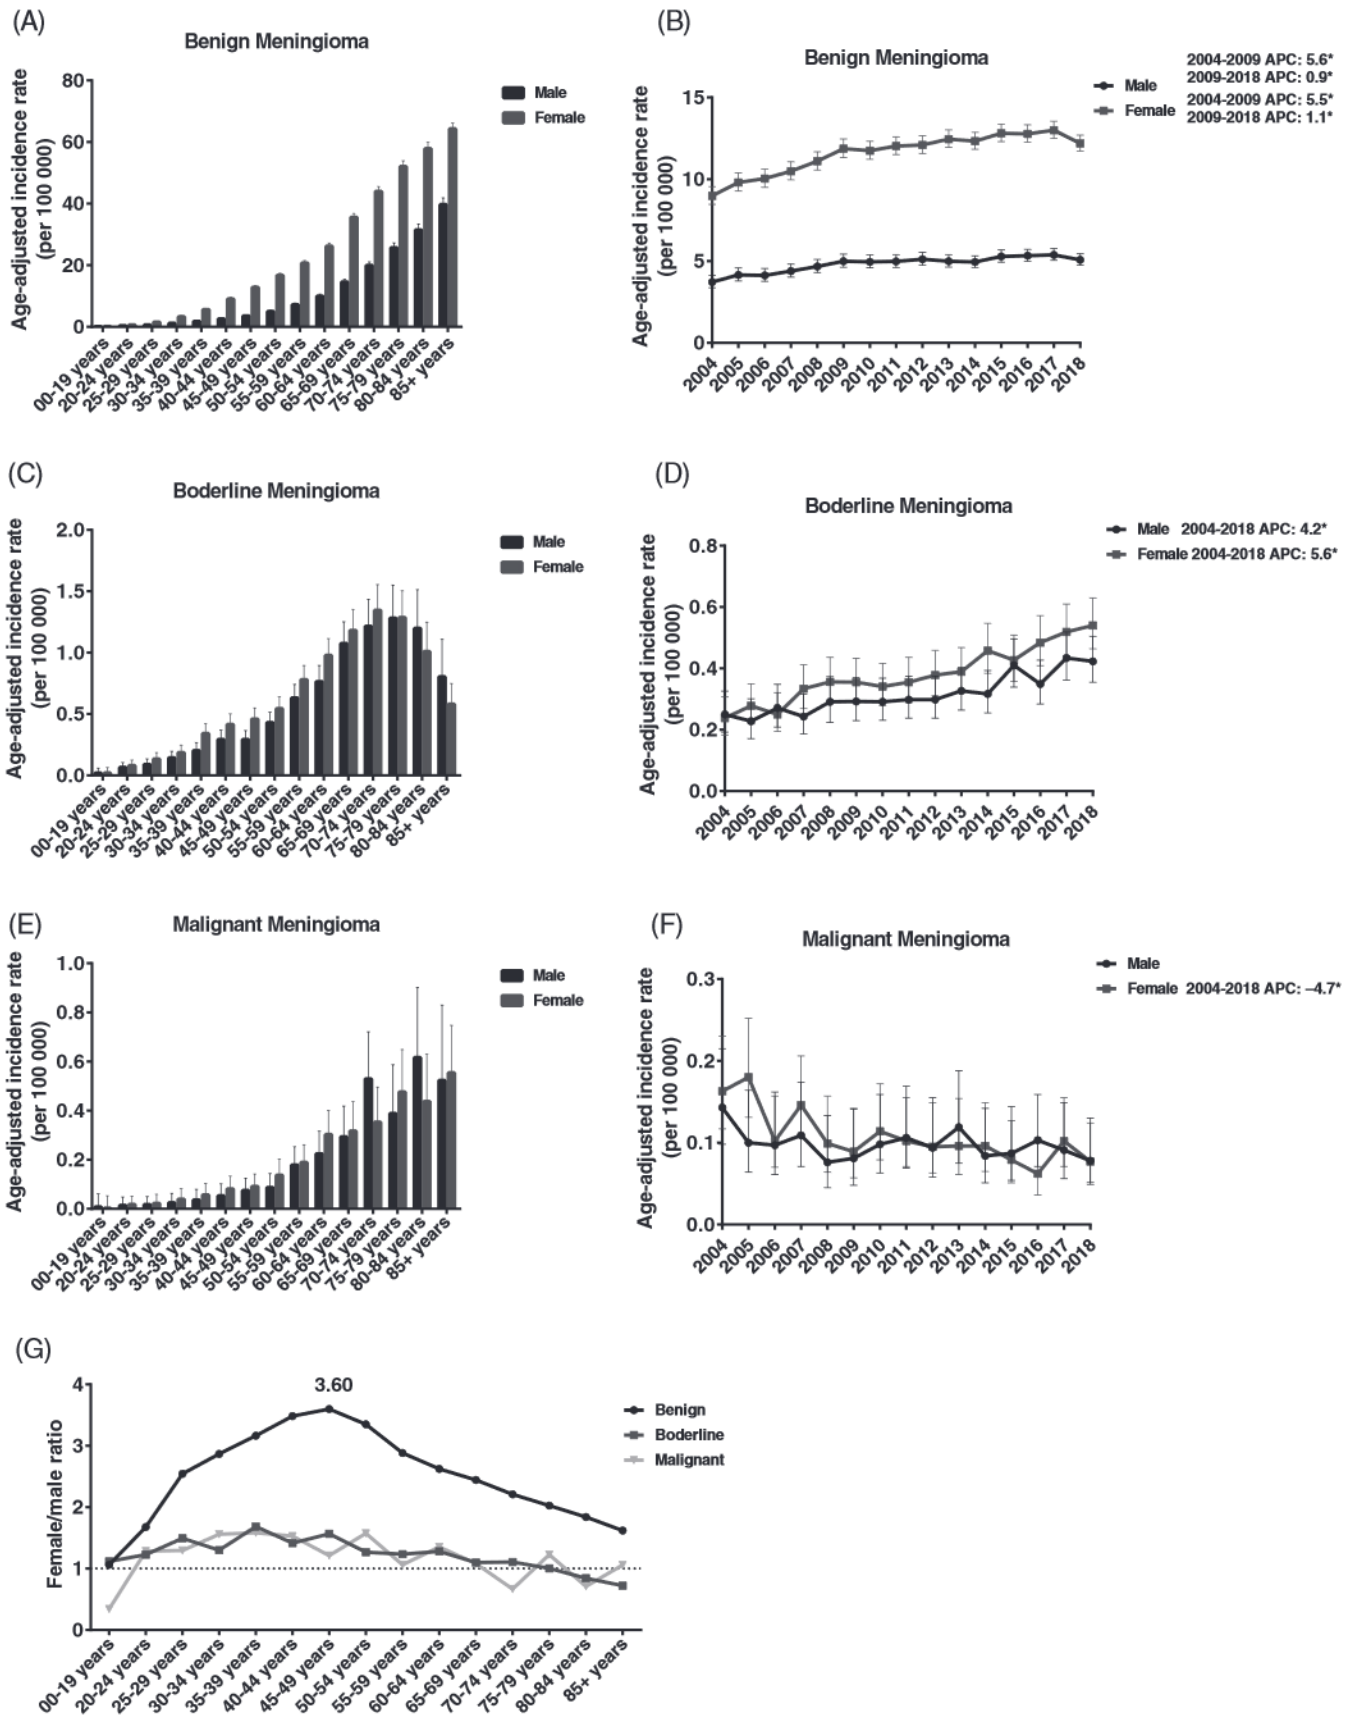 (A)
Benign Meningioma
Age-adjusted incidence rate
(per 100 000)
80
60
40
20
0
00-19 years
20-24 years
25-29 years
30-34 years
35-39 years
40-44 years
45-49 years
50-54 years
55-59 years
60-64 years
65-69 years
70-74 years
75-79 years
80-84 years
85+ years
Male
Female
(B)
Benign Meningioma
Age-adjusted incidence rate
(per 100 000)
15
10
5
0
2004
2005
2006
2007
2008
2009
2010
2011
2012
2013
2014
2015
2016
2017
2018
2004-2009 APC: 5.6*
Male
2009-2018 APC: 0.9*
2004-2009 APC: 5.5*
Female
2009-2018 APC: 1.1*
(C)
Boderline Meningioma
Age-adjusted incidence rate
(per 100 000)
2.0
1.5
1.0
0.5
0.0
00-19 years
20-24 years
25-29 years
30-34 years
35-39 years
40-44 years
45-49 years
50-54 years
55-59 years
60-64 years
65-69 years
70-74 years
75-79 years
80-84 years
85+ years
Male
Female
(D)
Boderline Meningioma
Age-adjusted incidence rate
(per 100 000)
0.8
0.6
0.4
0.2
0.0
2004
2005
2006
2007
2008
2009
2010
2011
2012
2013
2014
2015
2016
2017
2018
Male 2004-2018 APC: 4.2*
Female 2004-2018 APC: 5.6*
(E)
Malignant Meningioma
Age-adjusted incidence rate
(per 100 000)
1.0
0.8
0.6
0.4
0.2
0.0
00-19 years
20-24 years
25-29 years
30-34 years
35-39 years
40-44 years
45-49 years
50-54 years
55-59 years
60-64 years
65-69 years
70-74 years
75-79 years
80-84 years
85+ years
Male
Female
(F)
Malignant Meningioma
Age-adjusted incidence rate
(per 100 000)
0.3
0.2
0.1
0.0
2004
2005
2006
2007
2008
2009
2010
2011
2012
2013
2014
2015
2016
2017
2018
Male
Female 2004-2018 APC: –4.7*
(G)
Female/male ratio
4
3
2
1
0
3.60
00-19 years
20-24 years
25-29 years
30-34 years
35-39 years
40-44 years
45-49 years
50-54 years
55-59 years
60-64 years
65-69 years
70-74 years
75-79 years
80-84 years
85+ years
Benign
Boderline
Malignant